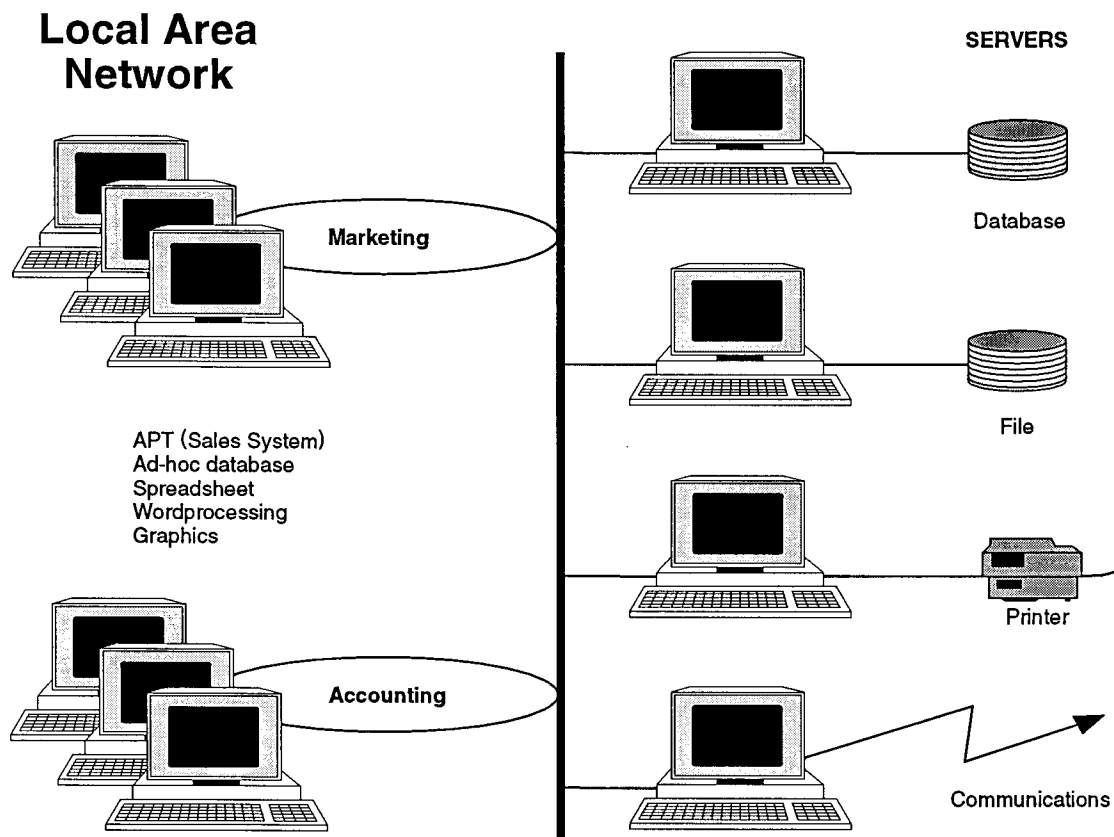 Local Area
Network
SERVERS
Marketing
Database
File
APT (Sales System)
Ad-hoc database
Spreadsheet
Wordprocessing
Graphics
Printer
Accounting
Communications